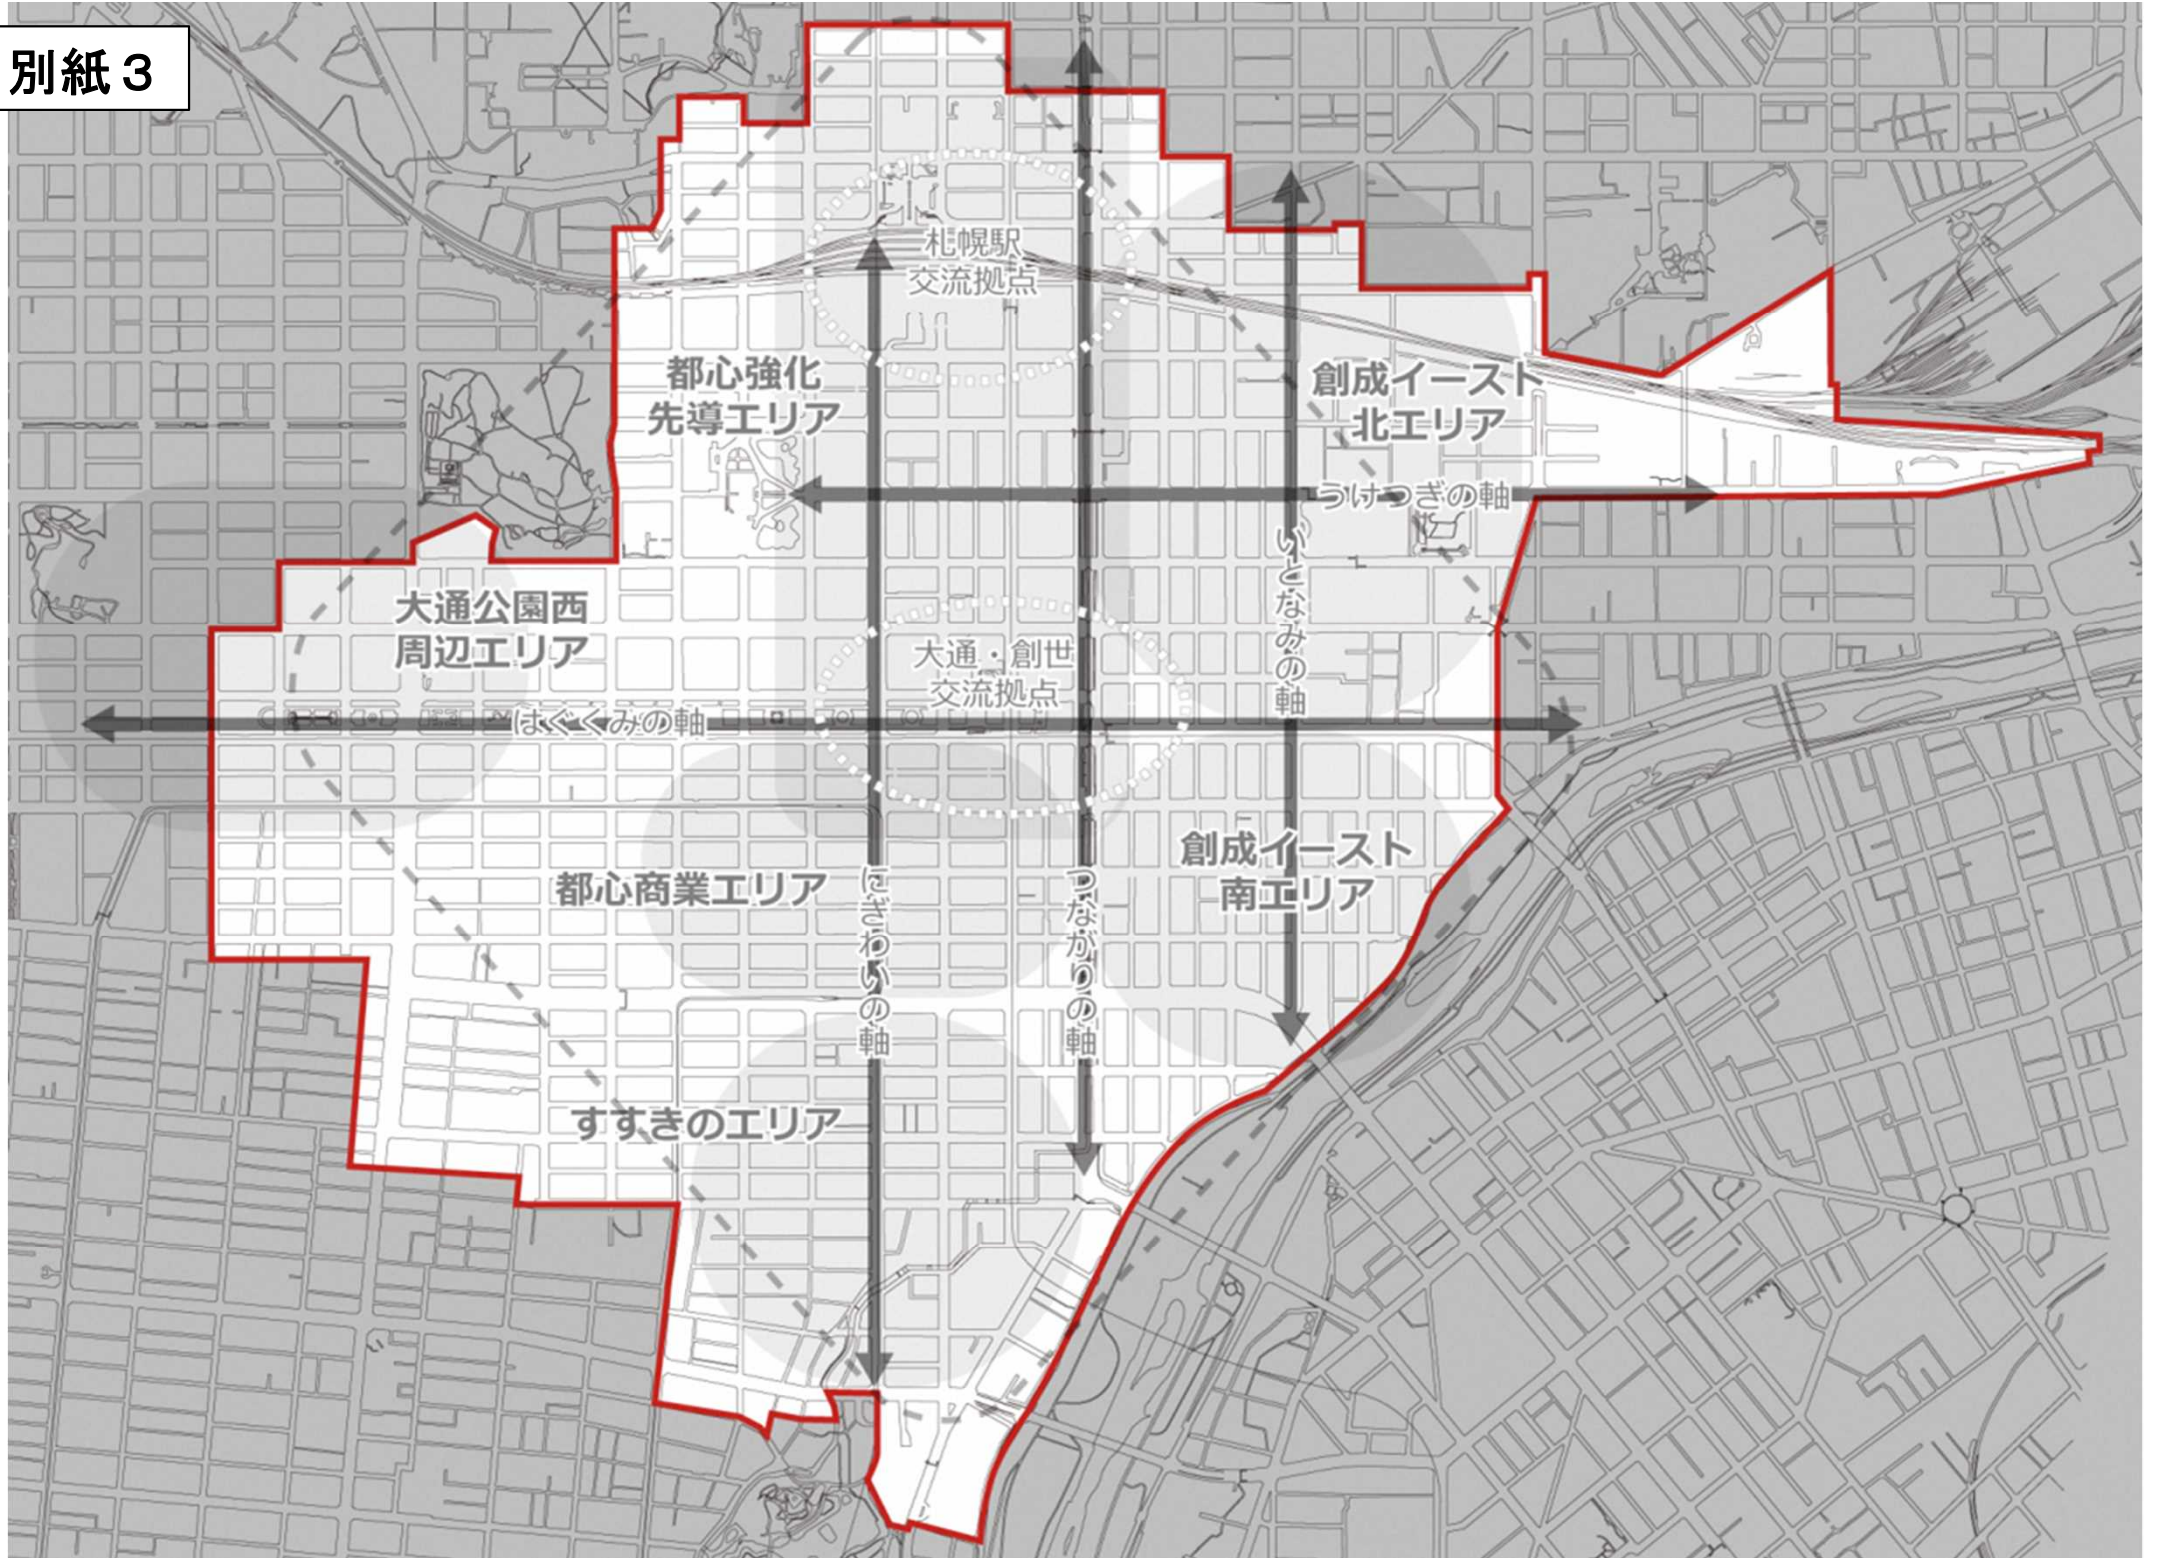 別紙３
札幌駅
交流拠点
都心強化
先導エリア
創成イースト
北エリア
うけつぎの軸
いとなみの軸
大通公園西
周辺エリア
大通・創世
交流拠点
はぐくみの軸
都心商業エリア
にぎわいの軸
つながりの軸
創成イースト
南エリア
すすきのエリア